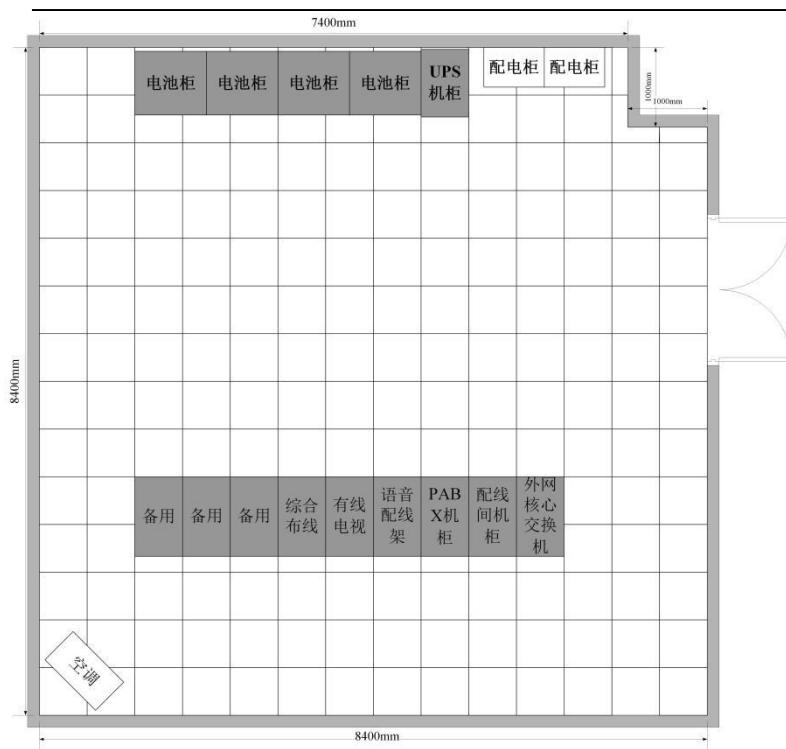 7400mm
电池柜 电池柜 电池柜 电池柜
UPS
机柜
配电柜 配电柜
1000mm
1000mm
8400mm
备用 备用 备用
综合
布线
有线
电视
语音
配线
架
PAB
X机
柜
配线
间机
柜
外网
核心
交换
机
空调
8400mm